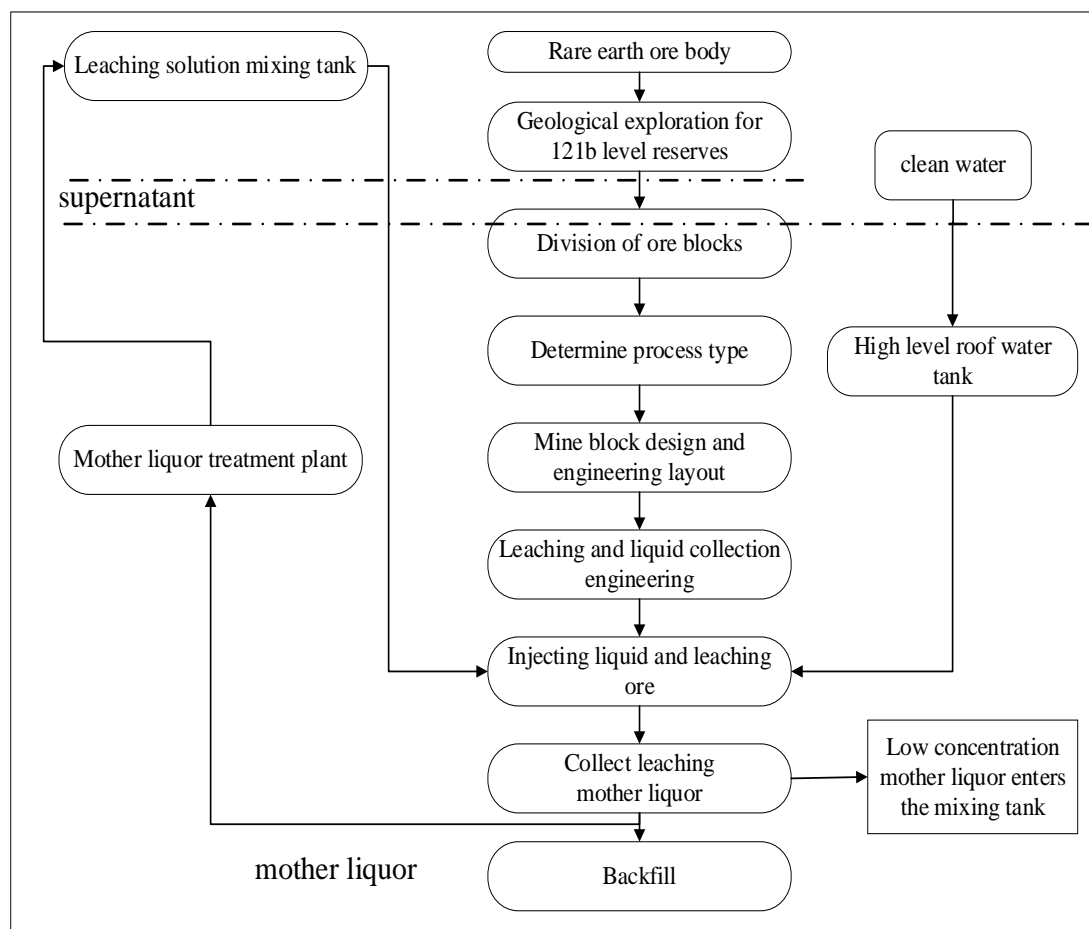 Leaching solution mixing tank
Rare earth ore body
Geological exploration for
121b level reserves
clean water
supernatant
Division of ore blocks
Determine process type
High level roof water
tank
Mother liquor treatment plant
Mine block design and
engineering layout
Leaching and liquid collection
engineering
Injecting liquid and leaching
ore
Collect leaching
mother liquor
Low concentration
mother liquor enters
the mixing tank
mother liquor
Backfill